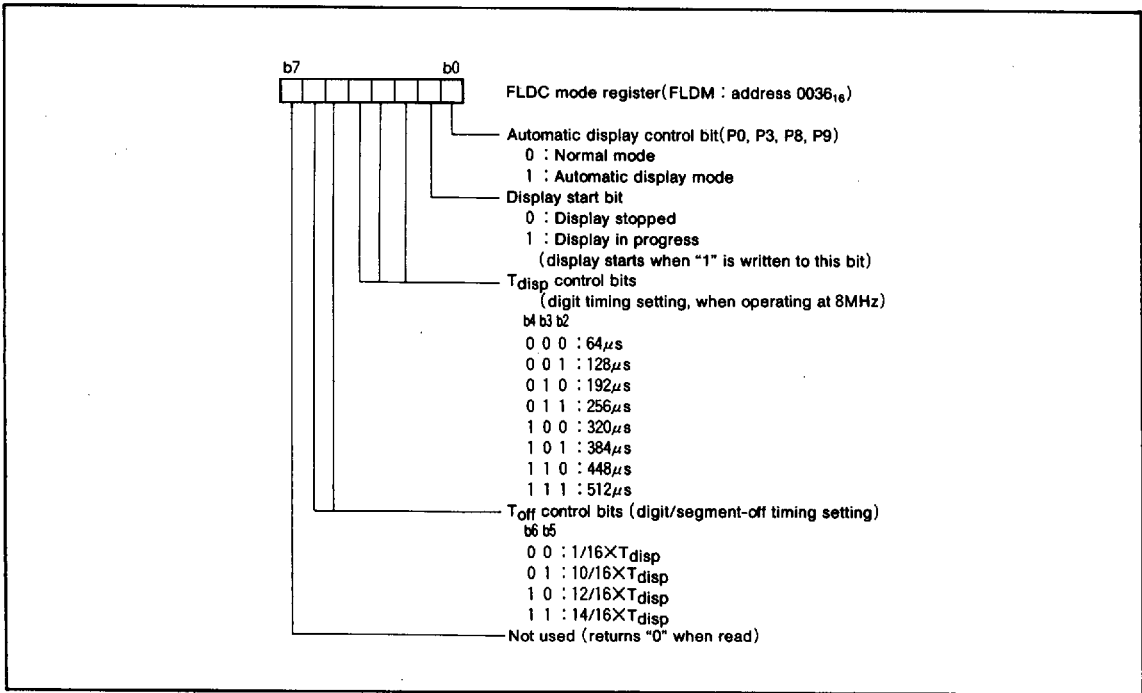 b7 b0
FLDC mode register(FLDM : address 0036₁₆)
Automatic display control bit(P0, P3, P8, P9)
0 : Normal mode
1 : Automatic display mode
Display start bit
0 : Display stopped
1 : Display in progress
(display starts when “1” is written to this bit)
Tdisp control bits
(digit timing setting, when operating at 8MHz)
b4 b3 b2
0 0 0 : 64μs
0 0 1 : 128μs
0 1 0 : 192μs
0 1 1 : 256μs
1 0 0 : 320μs
1 0 1 : 384μs
1 1 0 : 448μs
1 1 1 : 512μs
Toff control bits (digit/segment-off timing setting)
b6 b5
0 0 : 1/16×Tdisp
0 1 : 10/16×Tdisp
1 0 : 12/16×Tdisp
1 1 : 14/16×Tdisp
Not used (returns “0” when read)